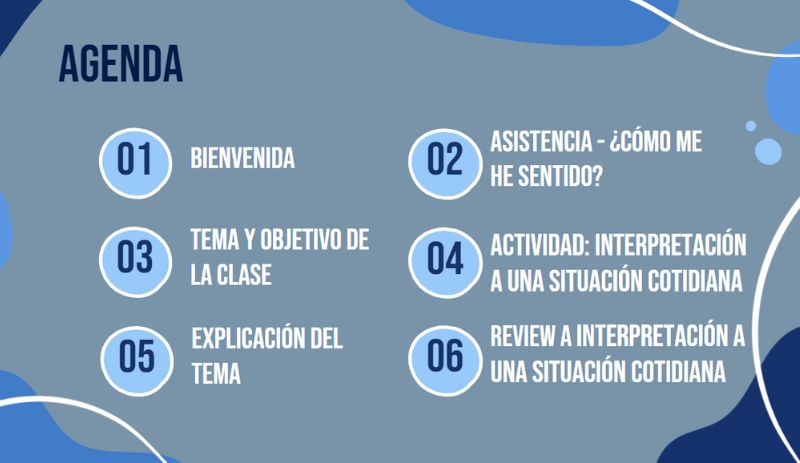 AGENDA
01
BIENVENIDA
02
ASISTENCIA - ¿CÓMO ME
HE SENTIDO?
03
TEMA Y OBJETIVO DE
LA CLASE
04
ACTIVIDAD: INTERPRETACIÓN
A UNA SITUACIÓN COTIDIANA
05
EXPLICACIÓN DEL
TEMA
06
REVIEW A INTERPRETACIÓN A
UNA SITUACIÓN COTIDIANA